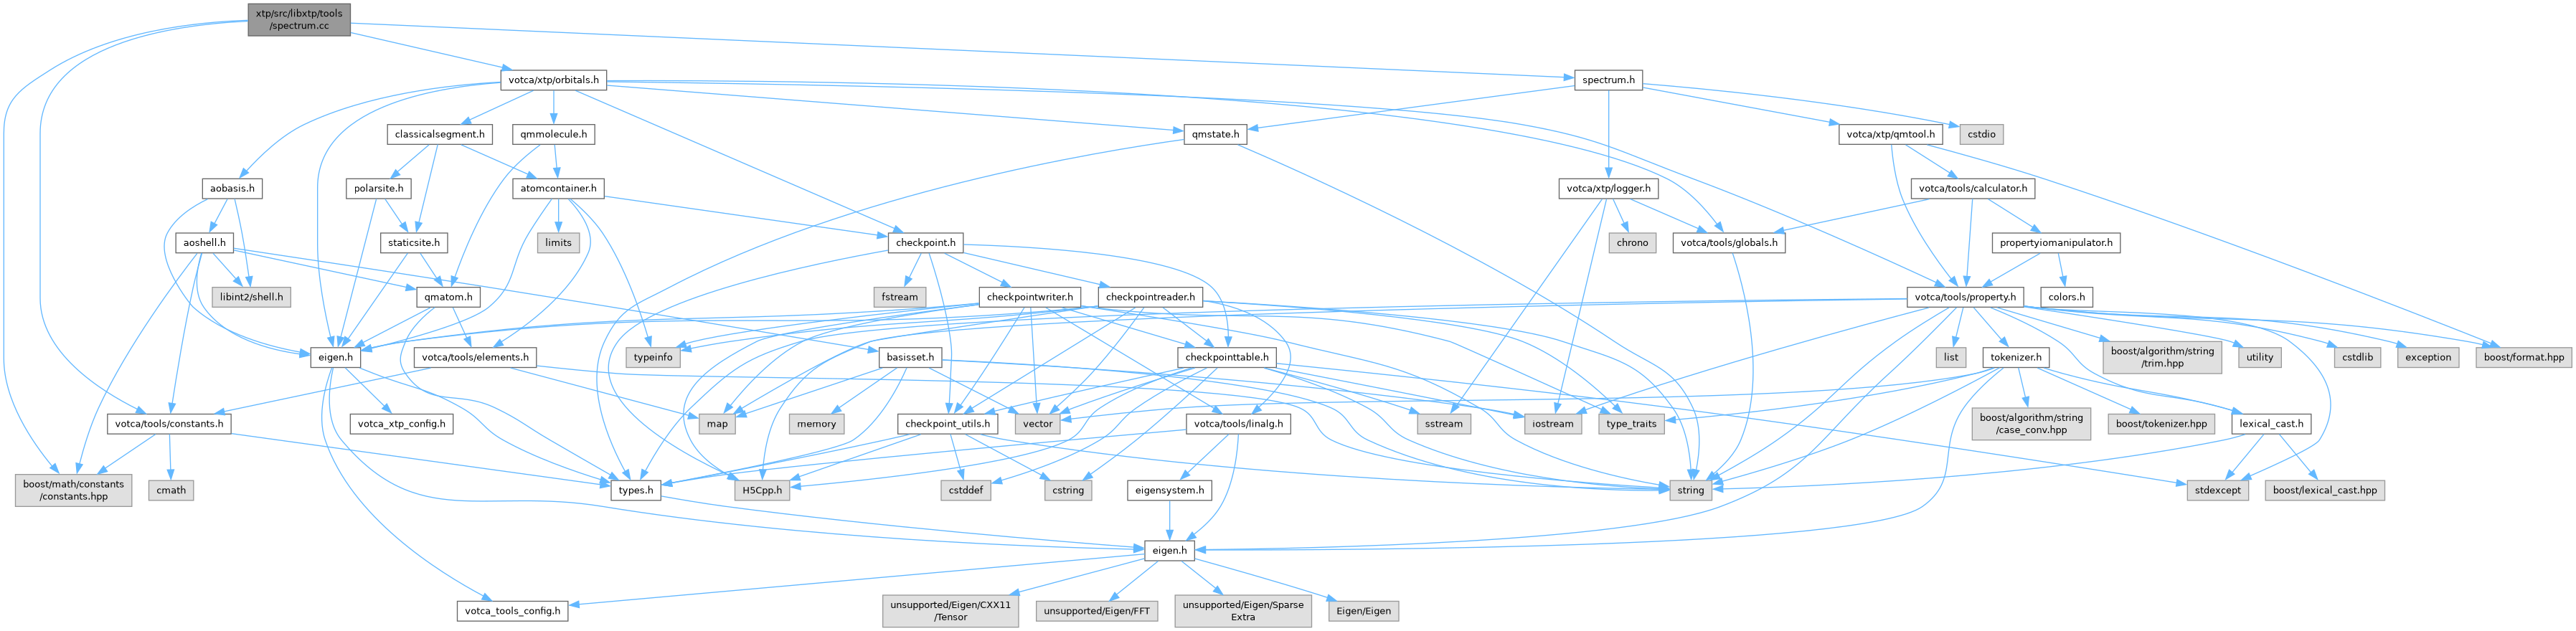 xtp/src/libxtp/tools
/spectrum.cc
votca/xtp/orbitals.h
spectrum.h
classicalsegment.h
qmmolecule.h
qmstate.h
votca/xtp/qmtool.h
cstdio
aobasis.h
polarsite.h
atomcontainer.h
votca/xtp/logger.h
votca/tools/calculator.h
aoshell.h
staticsite.h
limits
checkpoint.h
chrono
votca/tools/globals.h
propertyiomanipulator.h
libint2/shell.h
qmatom.h
fstream
checkpointwriter.h
checkpointreader.h
votca/tools/property.h
colors.h
eigen.h
votca/tools/elements.h
typeinfo
basisset.h
checkpointtable.h
list
tokenizer.h
boost/algorithm/string
/trim.hpp
utility
cstdlib
exception
boost/format.hpp
votca/tools/constants.h
votca_xtp_config.h
map
memory
checkpoint_utils.h
vector
votca/tools/linalg.h
sstream
iostream
type_traits
boost/algorithm/string
/case_conv.hpp
boost/tokenizer.hpp
lexical_cast.h
boost/math/constants
/constants.hpp
cmath
types.h
H5Cpp.h
cstddef
cstring
eigensystem.h
string
stdexcept
boost/lexical_cast.hpp
eigen.h
votca_tools_config.h
unsupported/Eigen/CXX11
/Tensor
unsupported/Eigen/FFT
unsupported/Eigen/Sparse
Extra
Eigen/Eigen